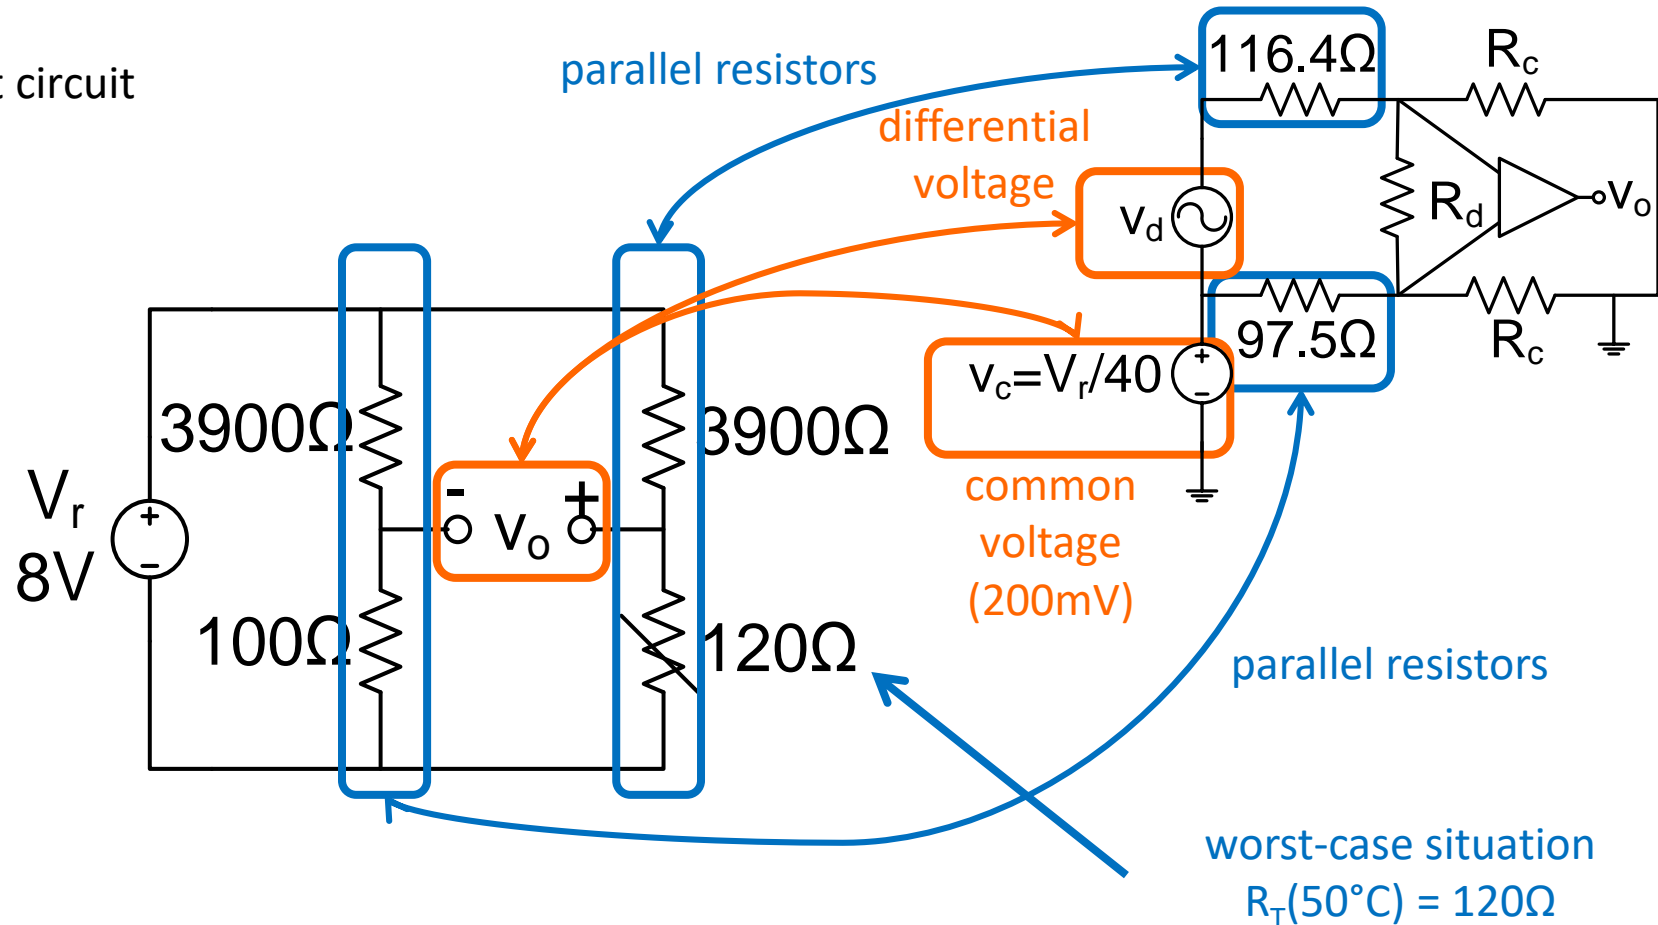 t circuit
parallel resistors
116.4Ω
Rc
differential
voltage
vd
Rd
vo
97.5Ω
Rc
vc=Vr/40
common
voltage
(200mV)
3900Ω
3900Ω
Vr
8V
- vo +
100Ω
120Ω
parallel resistors
worst-case situation
RT(50°C) = 120Ω